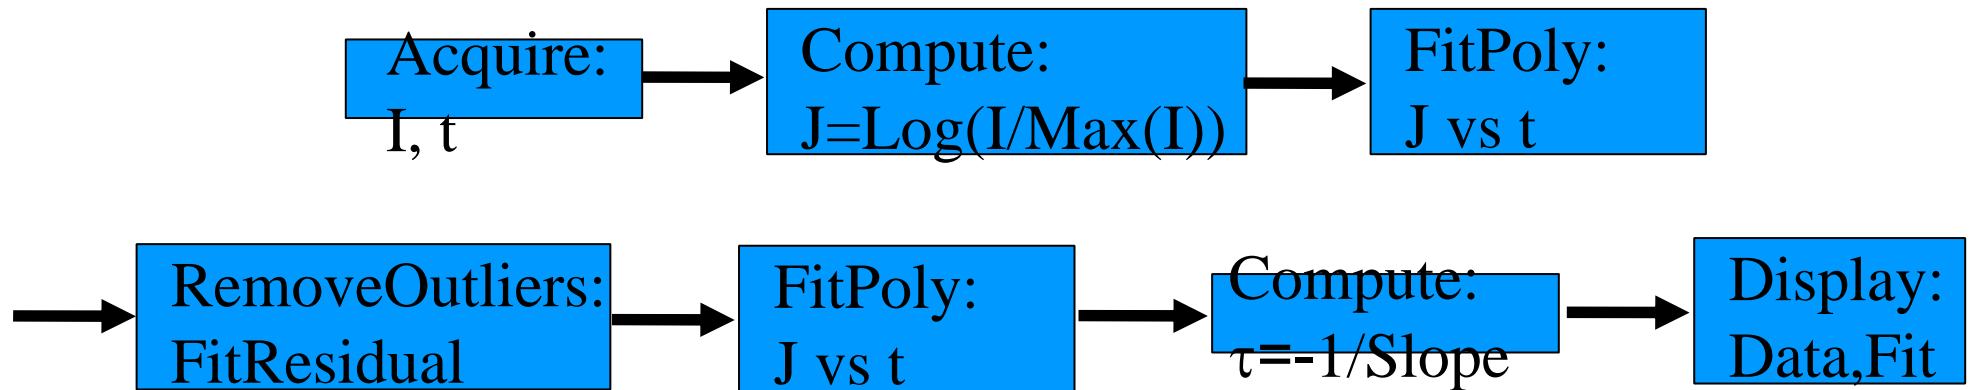 Acquire:
I, t
Compute:
J=Log(I/Max(I))
FitPoly:
J vs t
RemoveOutliers:
FitResidual
FitPoly:
J vs t
Compute:
τ=-1/Slope
Display:
Data,Fit